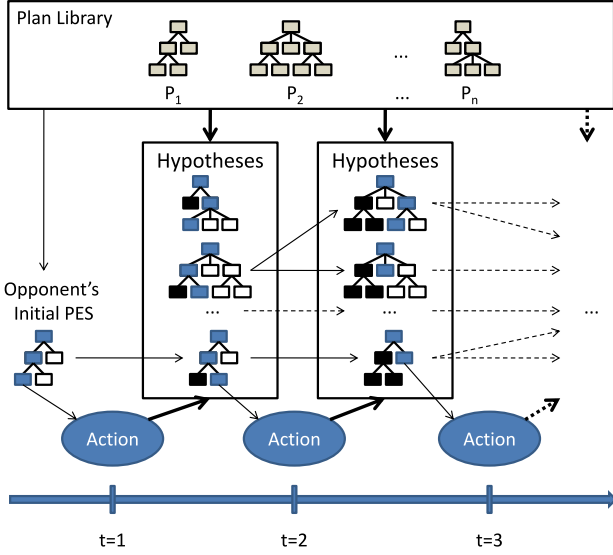 Plan Library
...
P1 P2 ... Pn
Hypotheses Hypotheses
Opponent's
Initial PES
... ... ...
Action Action Action
t=1 t=2 t=3